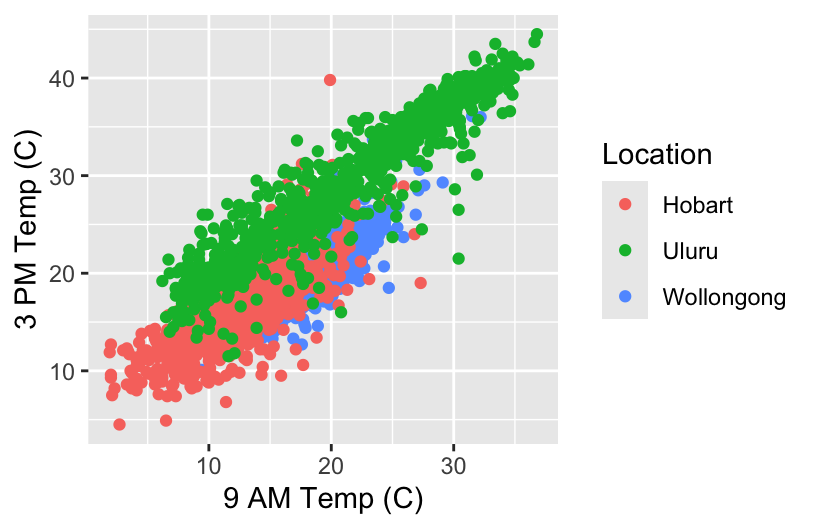 40
30
20
10
3 PM Temp (C)
10 20 30
9 AM Temp (C)
Location
Hobart
Uluru
Wollongong